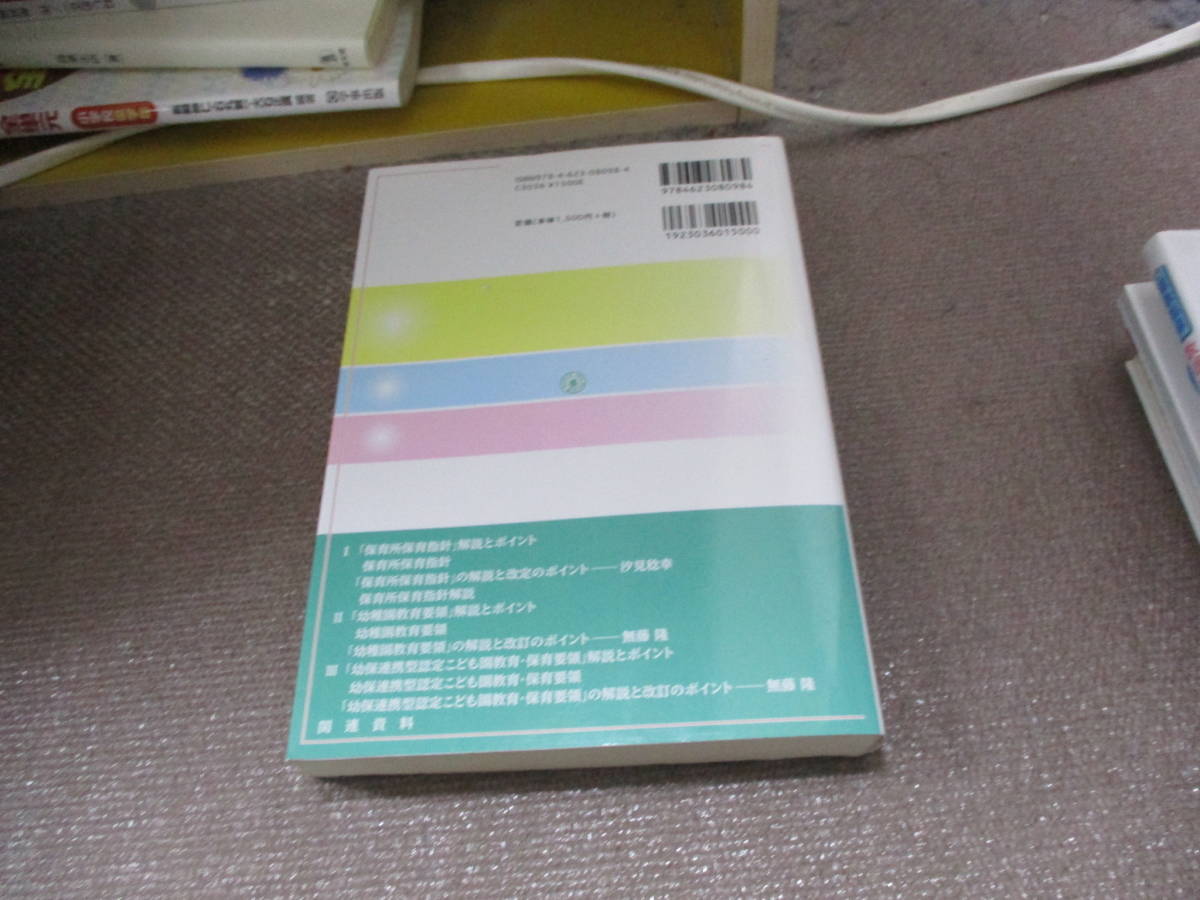 小学校
ISBN978-4-623-08098-4
C3036 ¥1500E
定価(本体1,500円+税)
9784623080984
1923036015000
Ⅰ 「保育所保育指針」解説とポイント
保育所保育指針
「保育所保育指針」の解説と改定のポイント——汐見稔幸
保育所保育指針解説
Ⅱ 「幼稚園教育要領」解説とポイント
幼稚園教育要領
「幼稚園教育要領」の解説と改訂のポイント——無藤 隆
Ⅲ 「幼保連携型認定こども園教育・保育要領」解説とポイント
幼保連携型認定こども園教育・保育要領
「幼保連携型認定こども園教育・保育要領」の解説と改訂のポイント——無藤 隆
関連資料